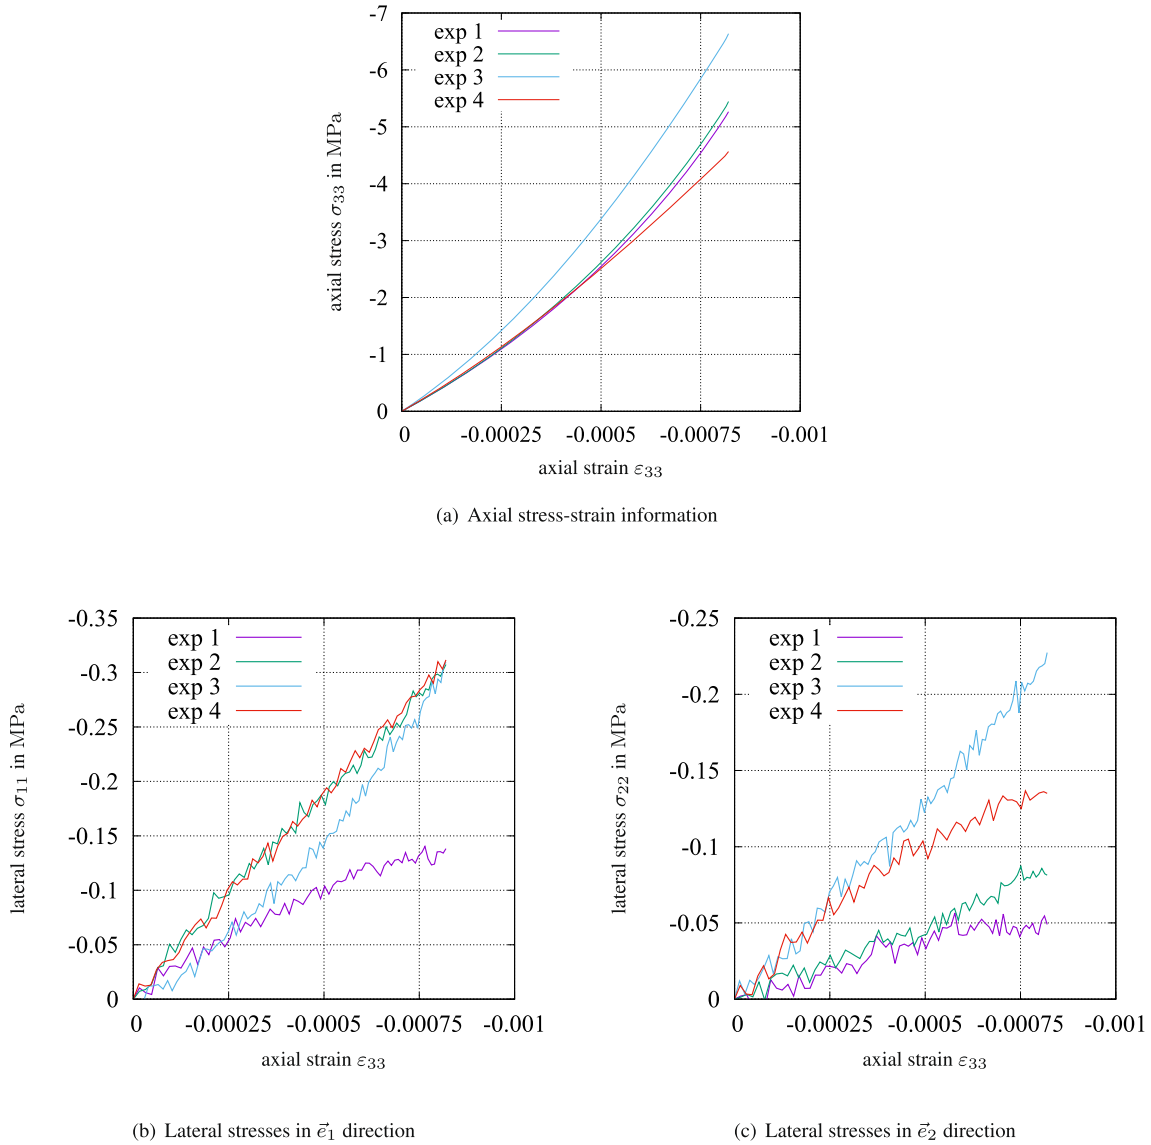 -7
-6
-5
-4
-3
-2
-1
0
axial stress σ33 in MPa
exp 1
exp 2
exp 3
exp 4
0 -0.00025 -0.0005 -0.00075 -0.001
axial strain ε33
(a) Axial stress-strain information
-0.35
-0.3
-0.25
-0.2
-0.15
-0.1
-0.05
0
lateral stress σ11 in MPa
exp 1
exp 2
exp 3
exp 4
0 -0.00025 -0.0005 -0.00075 -0.001
axial strain ε33
(b) Lateral stresses in e⃗1 direction
-0.25
-0.2
-0.15
-0.1
-0.05
0
lateral stress σ22 in MPa
exp 1
exp 2
exp 3
exp 4
0 -0.00025 -0.0005 -0.00075 -0.001
axial strain ε33
(c) Lateral stresses in e⃗2 direction